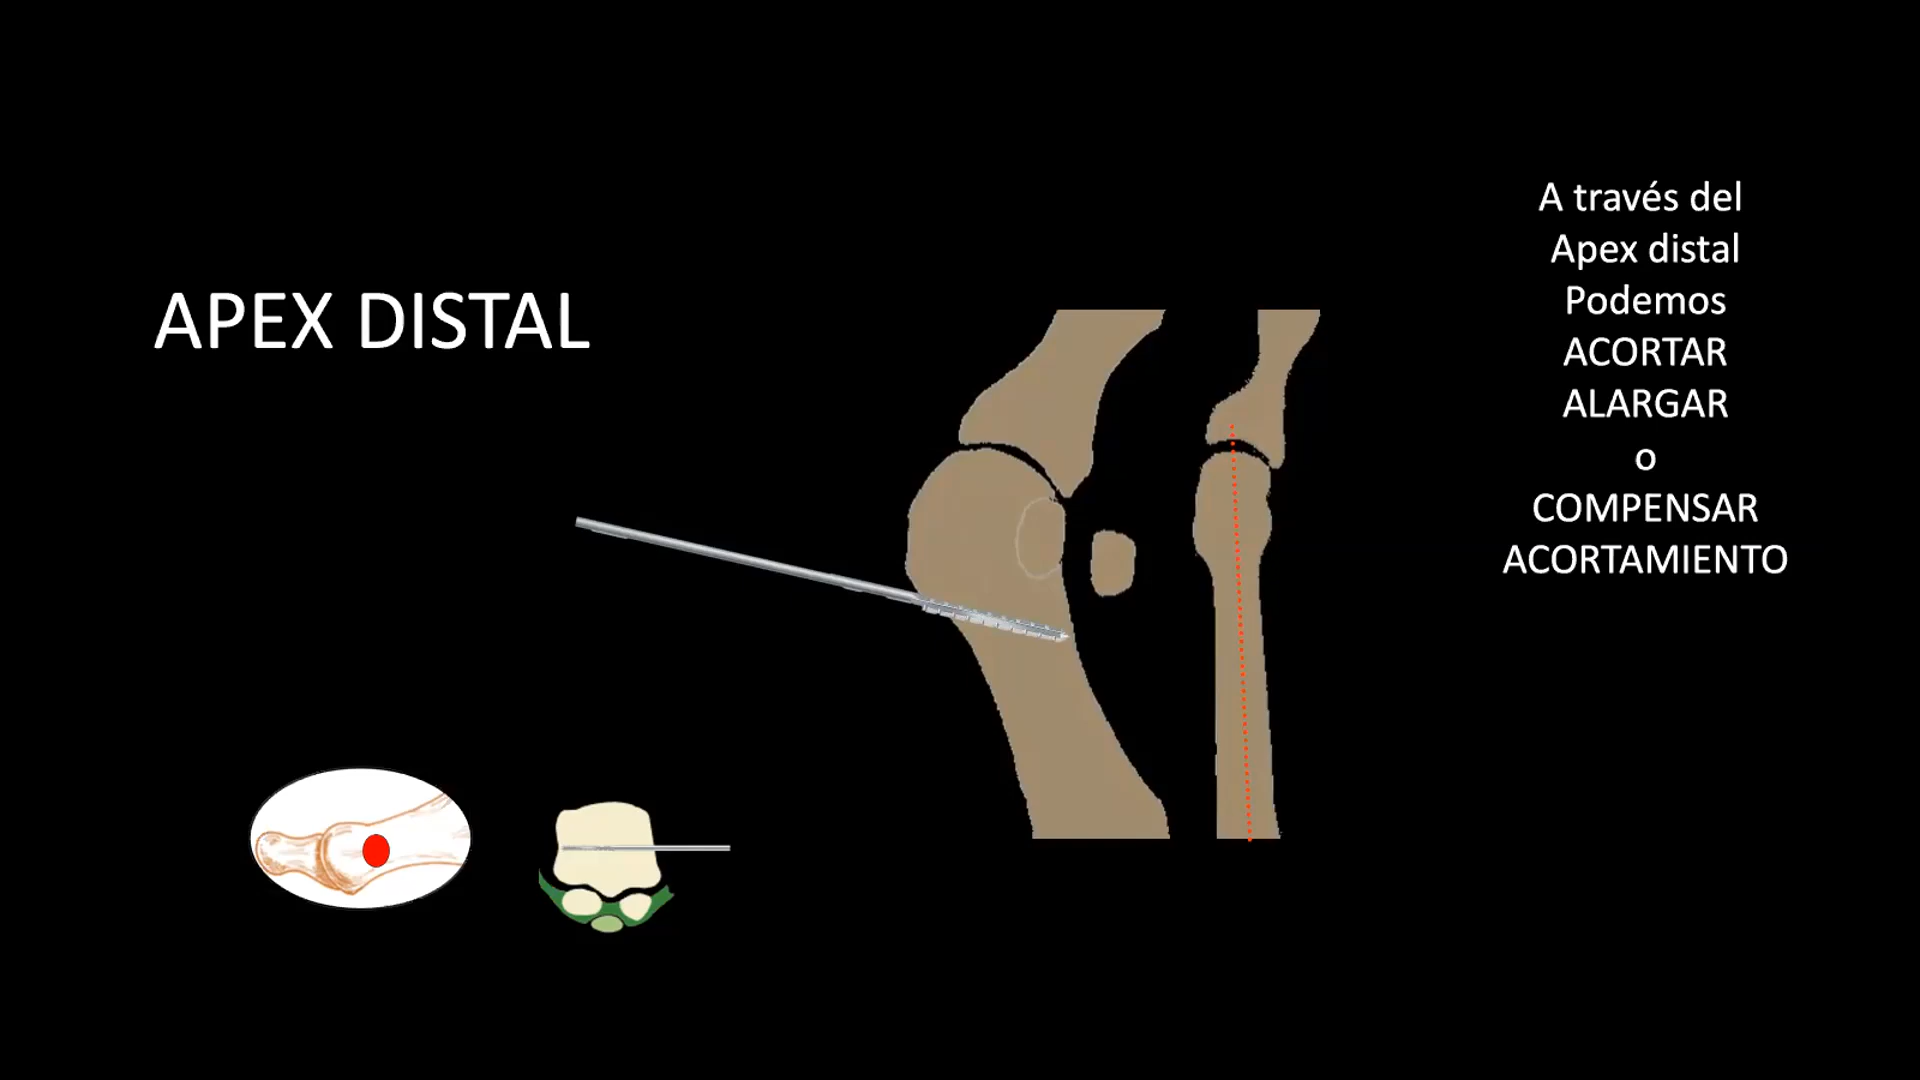 APEX DISTAL
A través del
Apex distal
Podemos
ACORTAR
ALARGAR
o
COMPENSAR
ACORTAMIENTO